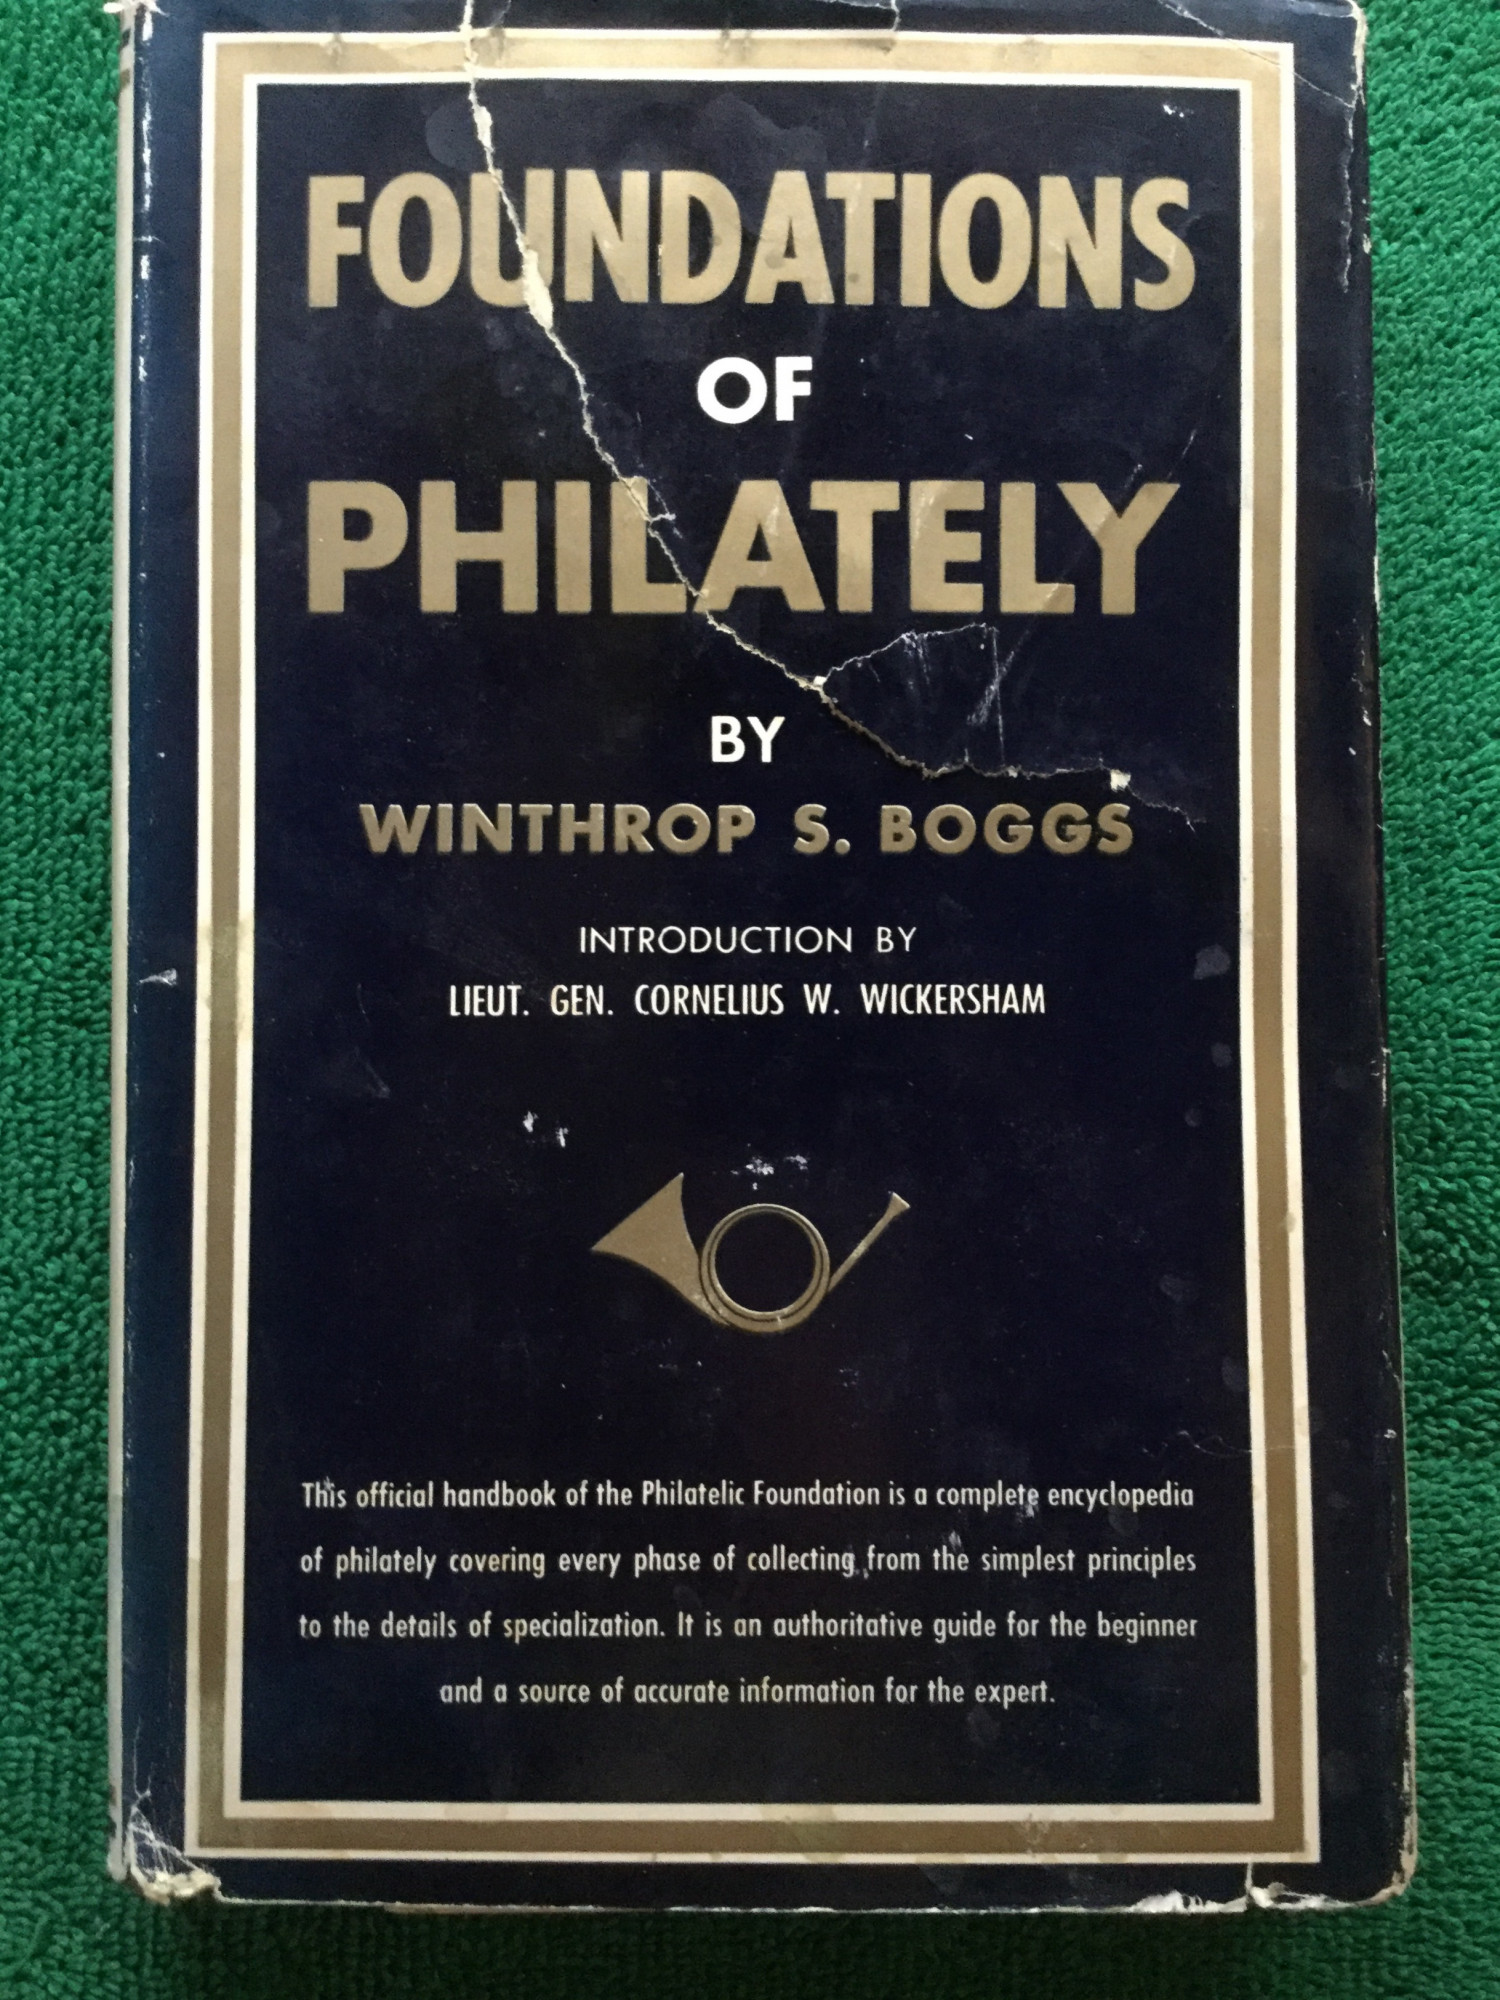 FOUNDATIONS
OF
PHILATELY
BY
WINTHROP S. BOGGS
INTRODUCTION BY
LIEUT. GEN. CORNELIUS W. WICKERSHAM
This official handbook of the Philatelic Foundation is a complete encyclopedia
of philately covering every phase of collecting from the simplest principles
to the details of specialization. It is an authoritative guide for the beginner
and a source of accurate information for the expert.